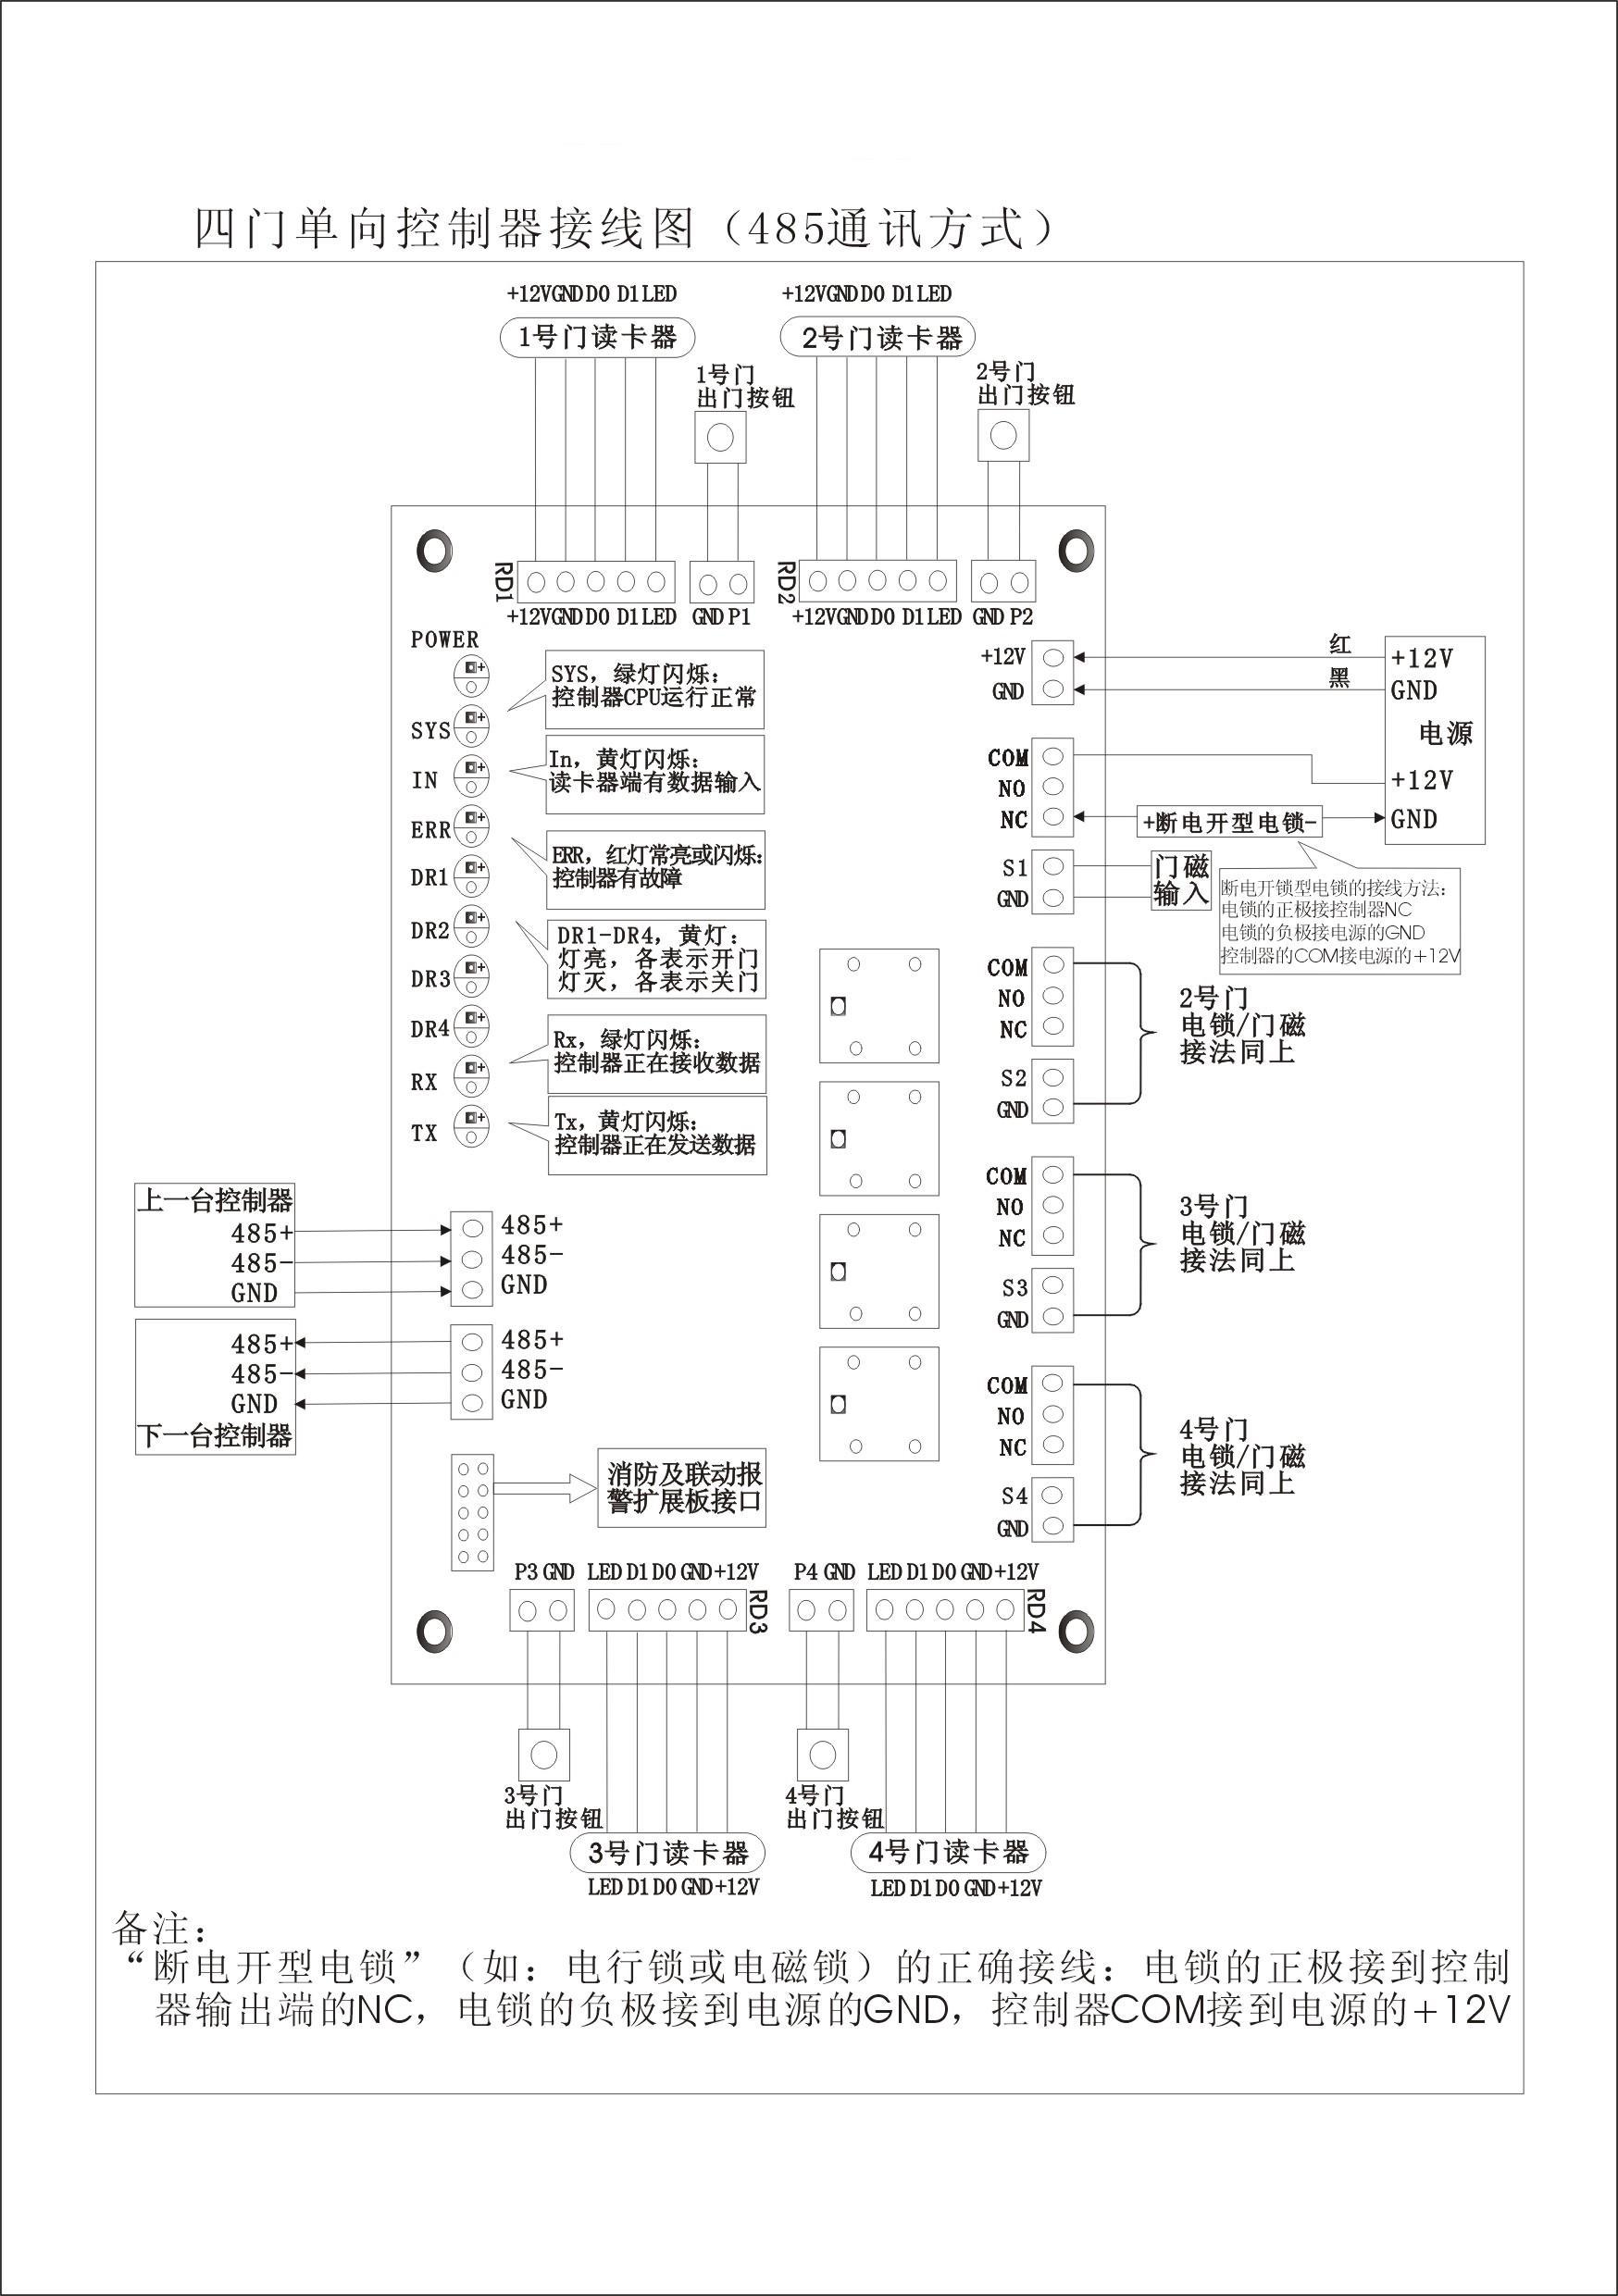 四门单向控制器接线图（485通讯方式）
+12VGND D0 D1 LED
+12VGND D0 D1 LED
1号门读卡器
2号门读卡器
1号门
出门按钮
2号门
出门按钮
RD1
RD2
+12VGND D0 D1 LED GND P1
+12VGND D0 D1 LED GND P2
POWER
SYS
IN
ERR
DR1
DR2
DR3
DR4
RX
TX
SYS，绿灯闪烁：
控制器CPU运行正常
In，黄灯闪烁：
读卡器端有数据输入
ERR，红灯常亮或闪烁：
控制器有故障
DR1-DR4，黄灯：
灯亮，各表示开门
灯灭，各表示关门
Rx，绿灯闪烁：
控制器正在接收数据
Tx，黄灯闪烁：
控制器正在发送数据
+12V
GND
红
黑
+12V
GND
电源
+12V
GND
COM
NO
NC
+断电开型电锁-
S1
GND
门磁
输入
断电开锁型电锁的接线方法：
电锁的正极接控制器NC
电锁的负极接电源的GND
控制器的COM接电源的+12V
COM
NO
NC
S2
GND
2号门
电锁/门磁
接法同上
COM
NO
NC
S3
GND
3号门
电锁/门磁
接法同上
COM
NO
NC
S4
GND
4号门
电锁/门磁
接法同上
上一台控制器
485+
485-
GND
485+
485-
GND
485+
485-
GND
下一台控制器
485+
485-
GND
消防及联动报
警扩展板接口
P3 GND LED D1 D0 GND+12V
P4 GND LED D1 D0 GND+12V
RD3
RD4
3号门
出门按钮
4号门
出门按钮
3号门读卡器
4号门读卡器
LED D1 D0 GND+12V
LED D1 D0 GND+12V
备注：
“断电开型电锁”（如：电行锁或电磁锁）的正确接线：电锁的正极接到控制
器输出端的NC，电锁的负极接到电源的GND，控制器COM接到电源的+12V